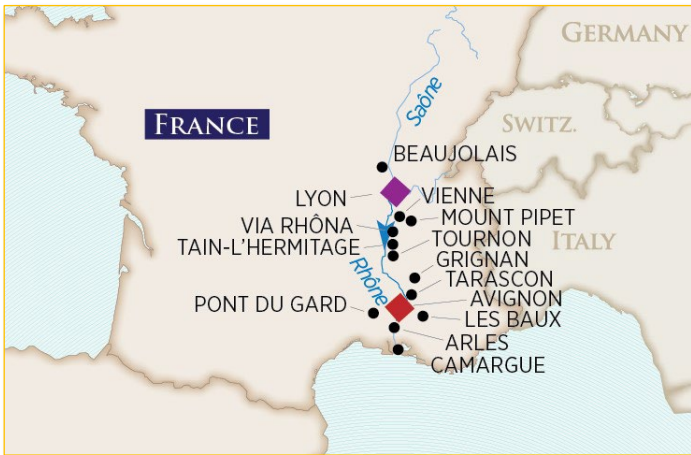 GERMANY
Saône
FRANCE
SWITZ.
BEAUJOLAIS
LYON
VIENNE
MOUNT PIPET
VIA RHÔNA
TAIN-L'HERMITAGE
TOURNON
ITALY
GRIGNAN
Rhône
TARASCON
AVIGNON
PONT DU GARD
LES BAUX
ARLES
CAMARGUE